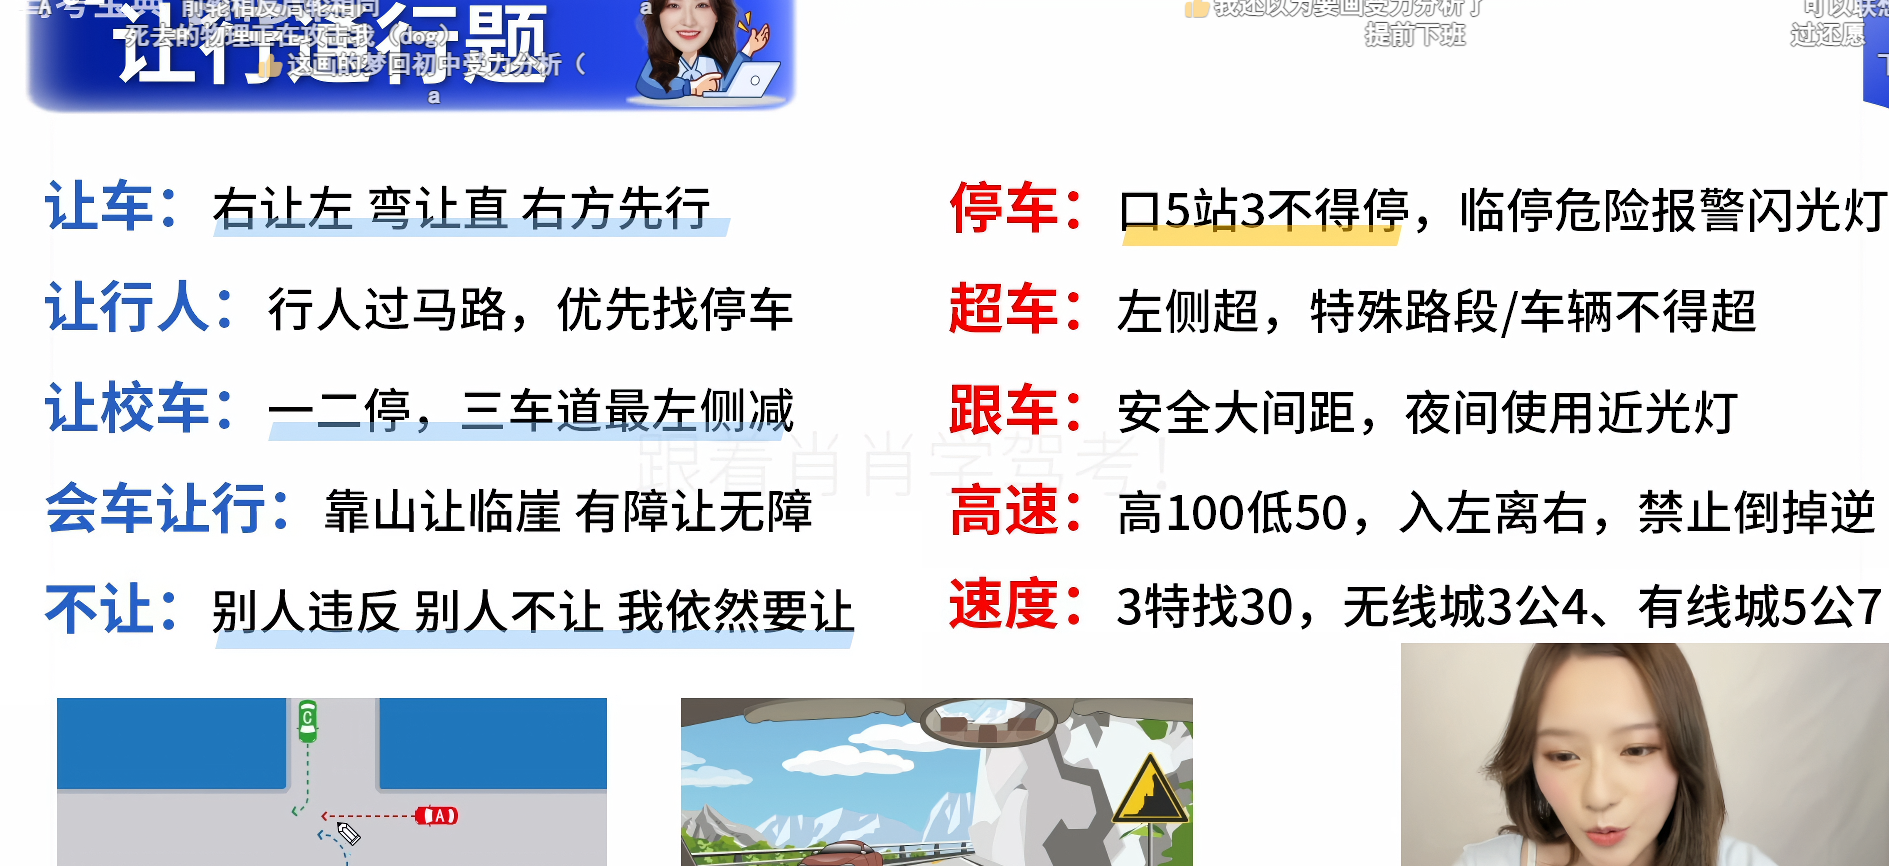 前轮相反后轮相同
死去的物理正在攻击我（dog）
让行通行题
这画的梦回初中受力分析（
a
a
我还以为要画受力分析了
提前下班
可以联想
过还愿
让车：右让左 弯让直 右方先行
让行人：行人过马路，优先找停车
让校车：一二停，三车道最左侧减
会车让行：靠山让临崖 有障让无障
不让：别人违反 别人不让 我依然要让
停车：口5站3不得停，临停危险报警闪光灯
超车：左侧超，特殊路段/车辆不得超
跟车：安全大间距，夜间使用近光灯
高速：高100低50，入左离右，禁止倒掉逆
速度：3特找30，无线城3公4、有线城5公7
跟着肖肖学驾考！
C
A